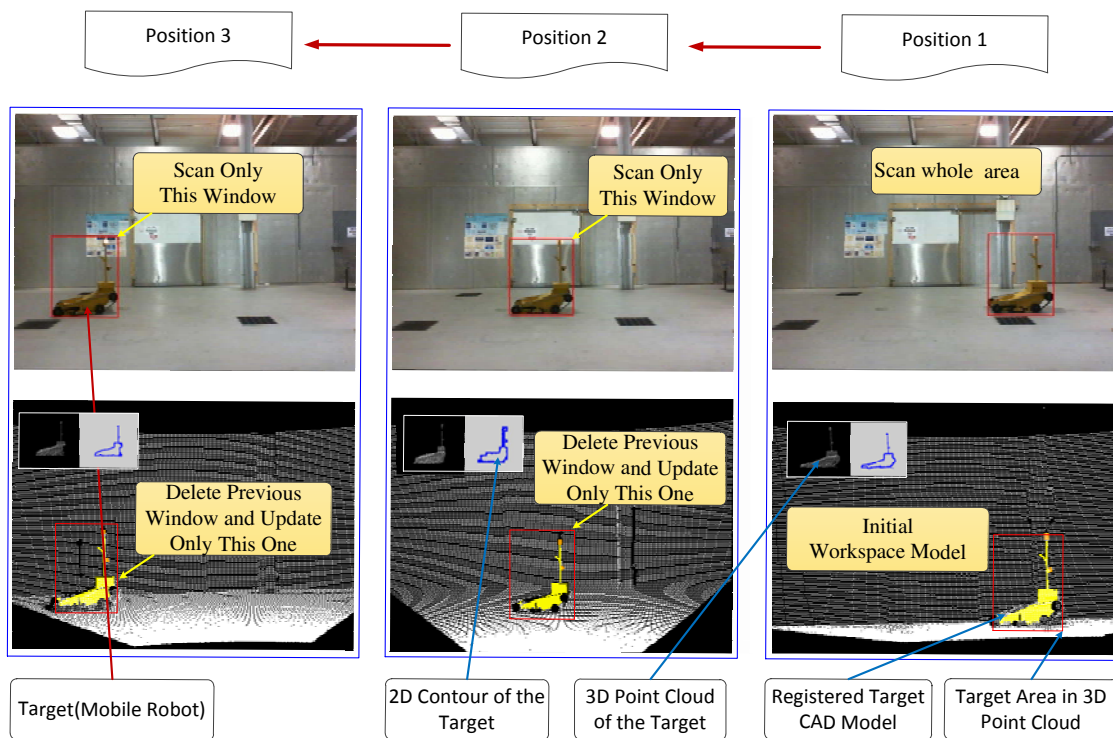 Position 3
Position 2
Position 1
Scan Only
This Window
Scan Only
This Window
Scan whole area
Delete Previous
Window and Update
Only This One
Delete Previous
Window and Update
Only This One
Initial
Workspace Model
Target(Mobile Robot)
2D Contour of the
Target
3D Point Cloud
of the Target
Registered Target
CAD Model
Target Area in 3D
Point Cloud